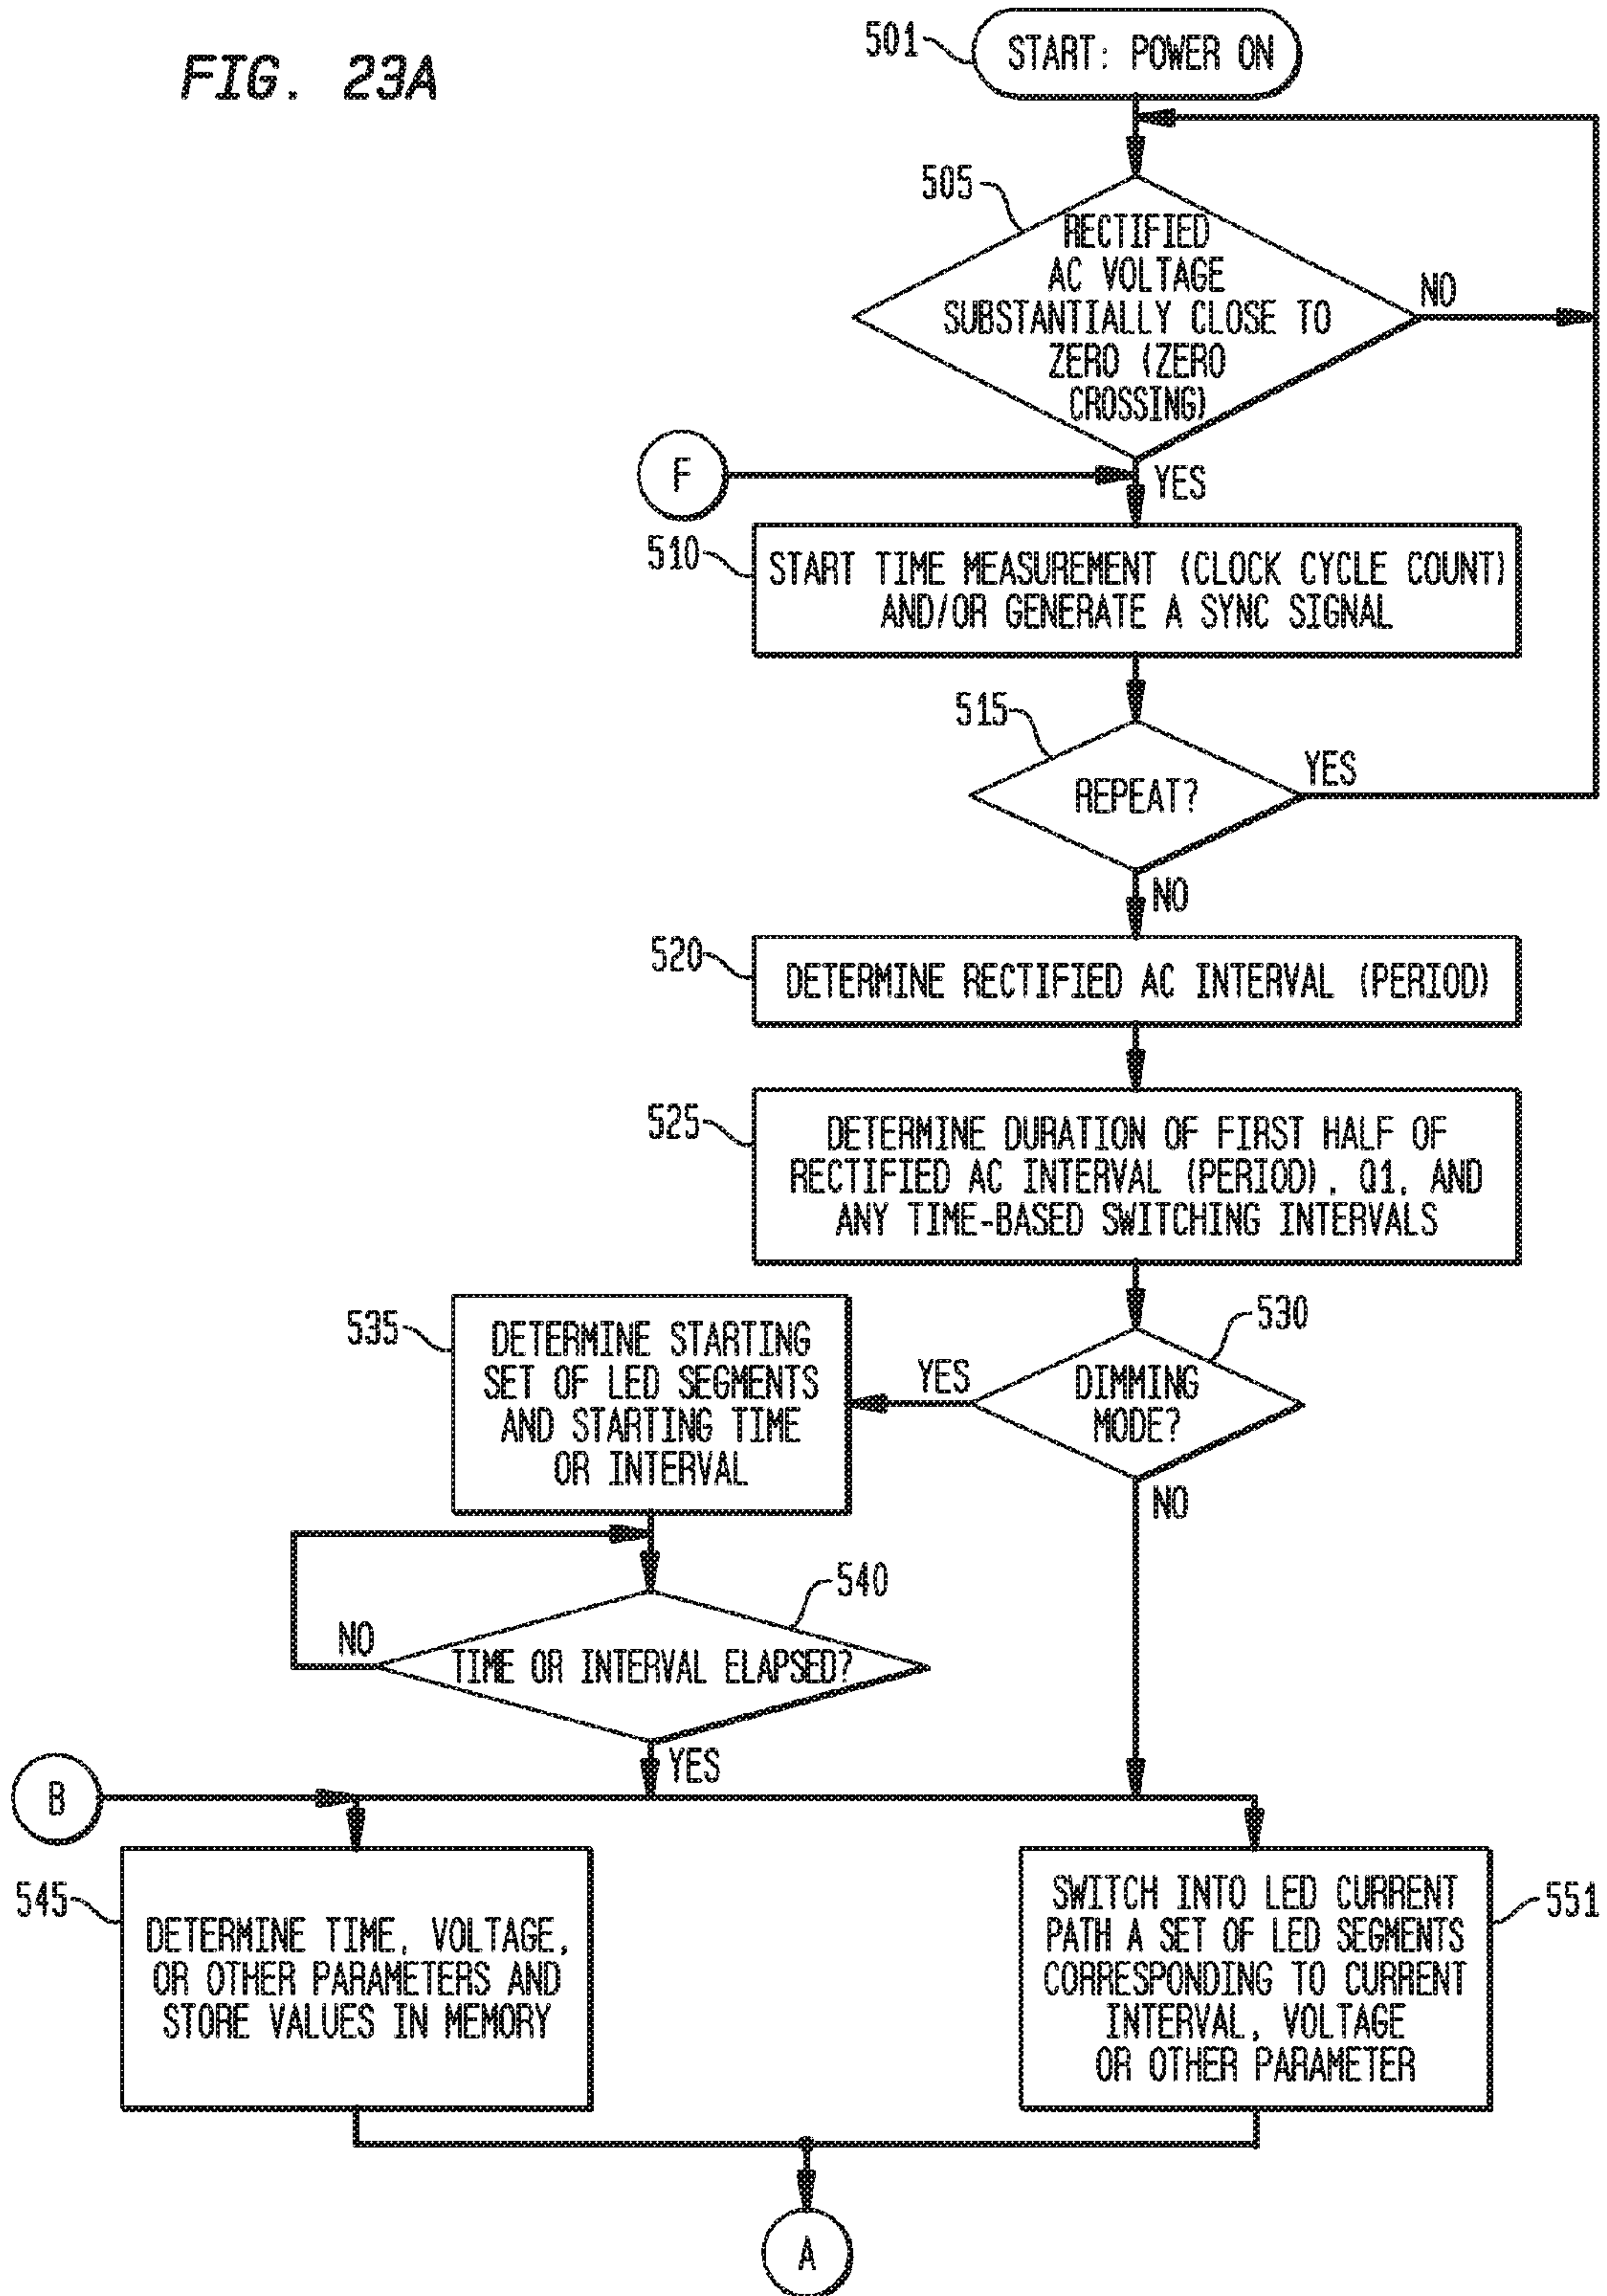 FIG. 23A
501
START: POWER ON
505
RECTIFIED
AC VOLTAGE
SUBSTANTIALLY CLOSE TO
ZERO (ZERO
CROSSING)
NO
F
YES
510
START TIME MEASUREMENT (CLOCK CYCLE COUNT)
AND/OR GENERATE A SYNC SIGNAL
515
REPEAT?
YES
NO
520
DETERMINE RECTIFIED AC INTERVAL (PERIOD)
525
DETERMINE DURATION OF FIRST HALF OF
RECTIFIED AC INTERVAL (PERIOD), Q1, AND
ANY TIME-BASED SWITCHING INTERVALS
530
DIMMING
MODE?
YES
NO
535
DETERMINE STARTING
SET OF LED SEGMENTS
AND STARTING TIME
OR INTERVAL
540
TIME OR INTERVAL ELAPSED?
NO
YES
B
545
DETERMINE TIME, VOLTAGE,
OR OTHER PARAMETERS AND
STORE VALUES IN MEMORY
551
SWITCH INTO LED CURRENT
PATH A SET OF LED SEGMENTS
CORRESPONDING TO CURRENT
INTERVAL, VOLTAGE
OR OTHER PARAMETER
A